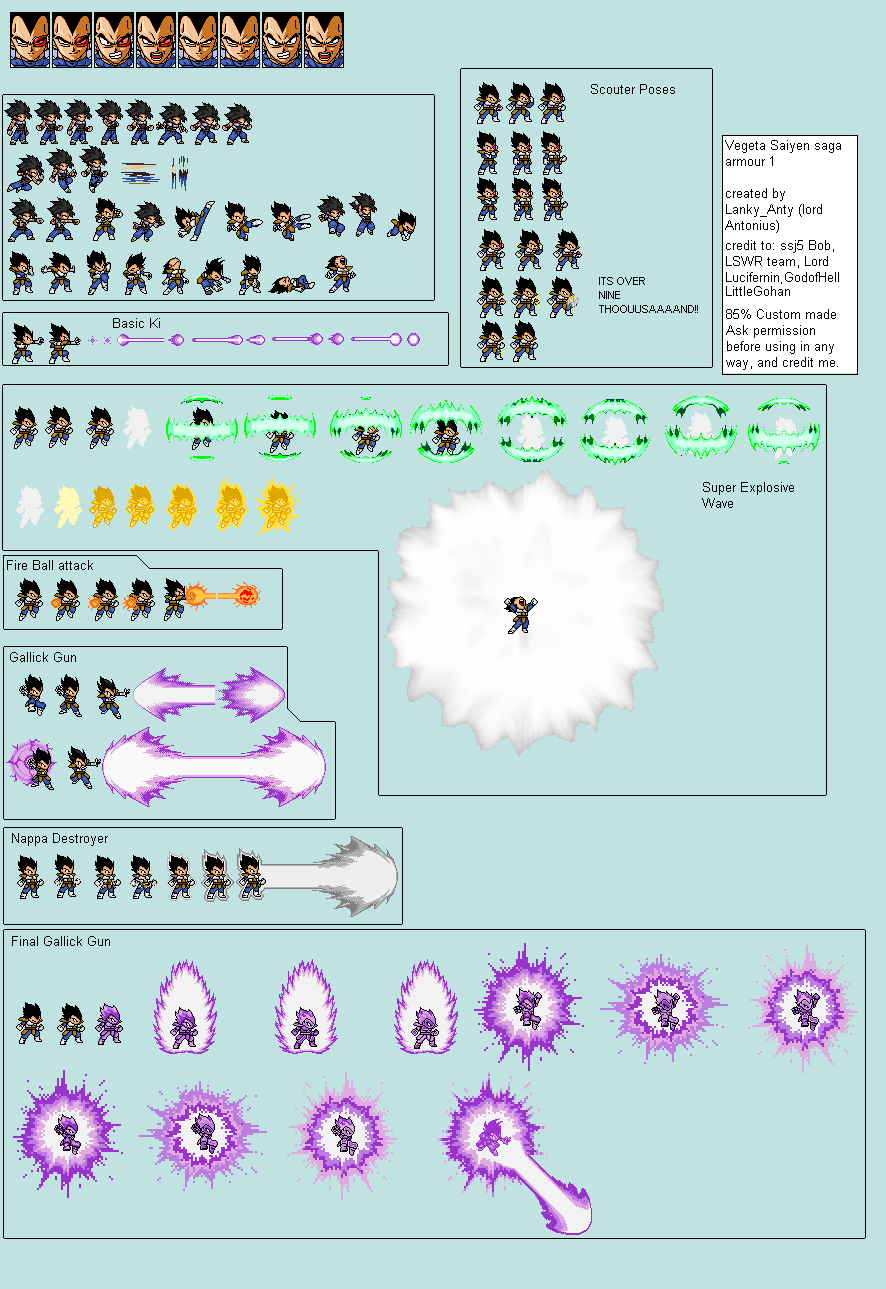 Scouter Poses
Vegeta Saiyen saga
armour 1
created by
Lanky_Anty (lord
Antonius)
credit to: ssj5 Bob,
LSWR team, Lord
Lucifernin,GodofHell
LittleGohan
85% Custom made
Ask permission
before using in any
way, and credit me.
ITS OVER
NINE
THOOUUSAAAAND!!
Basic Ki
Super Explosive
Wave
Fire Ball attack
Gallick Gun
Nappa Destroyer
Final Gallick Gun